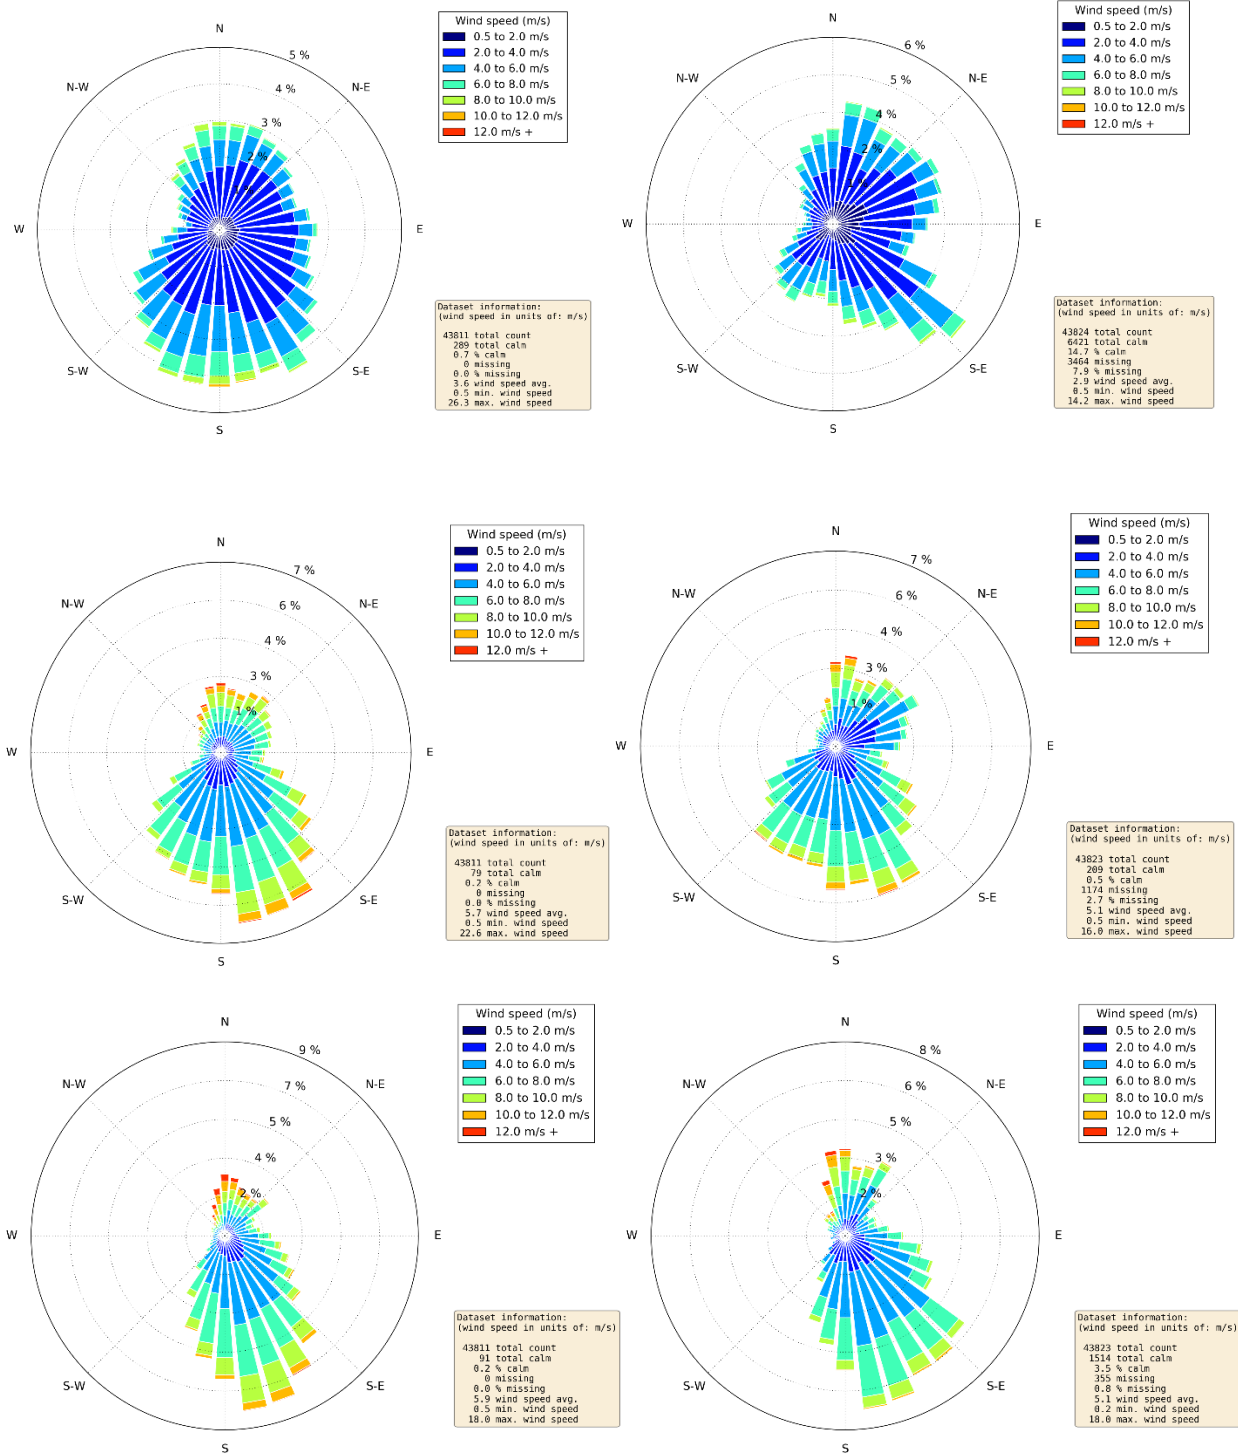 N
N-W
N-E
W
E
S-W
S-E
S
5 %
4 %
3 %
2 %
1 %
Wind speed (m/s)
0.5 to 2.0 m/s
2.0 to 4.0 m/s
4.0 to 6.0 m/s
6.0 to 8.0 m/s
8.0 to 10.0 m/s
10.0 to 12.0 m/s
12.0 m/s +
Dataset information:
(wind speed in units of: m/s)
43811 total count
289 total calm
0.7 % calm
0 missing
0.0 % missing
3.6 wind speed avg.
0.5 min. wind speed
26.3 max. wind speed
N
N-W
N-E
W
E
S-W
S-E
S
6 %
5 %
4 %
2 %
1 %
Wind speed (m/s)
0.5 to 2.0 m/s
2.0 to 4.0 m/s
4.0 to 6.0 m/s
6.0 to 8.0 m/s
8.0 to 10.0 m/s
10.0 to 12.0 m/s
12.0 m/s +
Dataset information:
(wind speed in units of: m/s)
43824 total count
6421 total calm
14.7 % calm
3464 missing
7.9 % missing
2.9 wind speed avg.
0.5 min. wind speed
14.2 max. wind speed
N
N-W
N-E
W
E
S-W
S-E
S
7 %
6 %
4 %
3 %
1 %
Wind speed (m/s)
0.5 to 2.0 m/s
2.0 to 4.0 m/s
4.0 to 6.0 m/s
6.0 to 8.0 m/s
8.0 to 10.0 m/s
10.0 to 12.0 m/s
12.0 m/s +
Dataset information:
(wind speed in units of: m/s)
43811 total count
79 total calm
0.2 % calm
0 missing
0.0 % missing
5.7 wind speed avg.
0.5 min. wind speed
22.6 max. wind speed
N
N-W
N-E
W
E
S-W
S-E
S
7 %
6 %
4 %
3 %
1 %
Wind speed (m/s)
0.5 to 2.0 m/s
2.0 to 4.0 m/s
4.0 to 6.0 m/s
6.0 to 8.0 m/s
8.0 to 10.0 m/s
10.0 to 12.0 m/s
12.0 m/s +
Dataset information:
(wind speed in units of: m/s)
43823 total count
209 total calm
0.5 % calm
1174 missing
2.7 % missing
5.1 wind speed avg.
0.5 min. wind speed
16.0 max. wind speed
N
N-W
N-E
W
E
S-W
S-E
S
9 %
7 %
5 %
4 %
2 %
Wind speed (m/s)
0.5 to 2.0 m/s
2.0 to 4.0 m/s
4.0 to 6.0 m/s
6.0 to 8.0 m/s
8.0 to 10.0 m/s
10.0 to 12.0 m/s
12.0 m/s +
Dataset information:
(wind speed in units of: m/s)
43811 total count
91 total calm
0.2 % calm
0 missing
0.0 % missing
5.9 wind speed avg.
0.5 min. wind speed
18.0 max. wind speed
N
N-W
N-E
W
E
S-W
S-E
S
8 %
6 %
5 %
3 %
2 %
Wind speed (m/s)
0.5 to 2.0 m/s
2.0 to 4.0 m/s
4.0 to 6.0 m/s
6.0 to 8.0 m/s
8.0 to 10.0 m/s
10.0 to 12.0 m/s
12.0 m/s +
Dataset information:
(wind speed in units of: m/s)
43823 total count
1514 total calm
3.5 % calm
355 missing
0.8 % missing
5.1 wind speed avg.
0.2 min. wind speed
18.0 max. wind speed